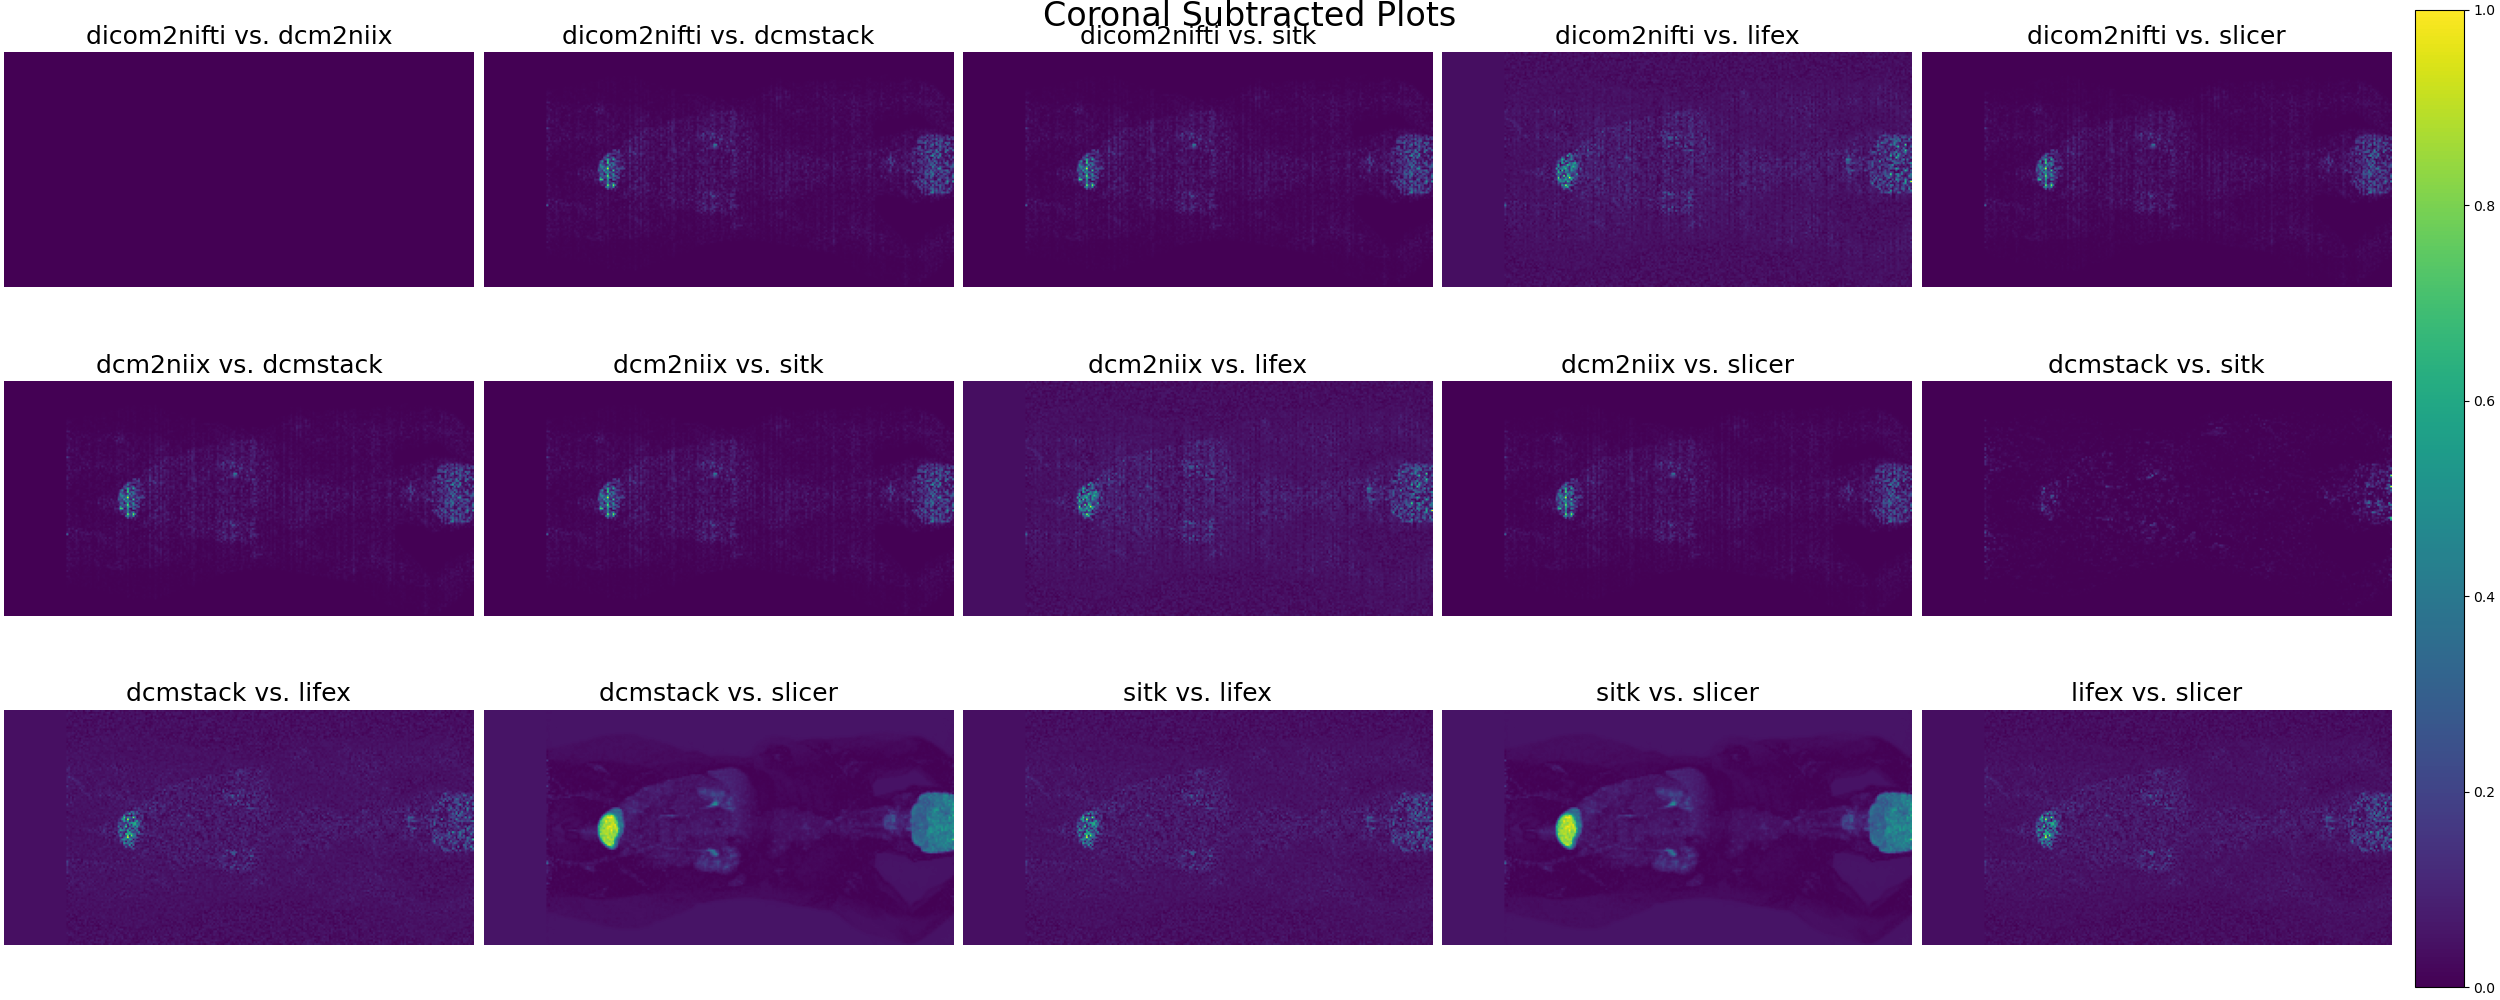 Coronal Subtracted Plots
dicom2nifti vs. dcm2niix
dicom2nifti vs. dcmstack
dicom2nifti vs. sitk
dicom2nifti vs. lifex
dicom2nifti vs. slicer
dcm2niix vs. dcmstack
dcm2niix vs. sitk
dcm2niix vs. lifex
dcm2niix vs. slicer
dcmstack vs. sitk
dcmstack vs. lifex
dcmstack vs. slicer
sitk vs. lifex
sitk vs. slicer
lifex vs. slicer
1.0
0.8
0.6
0.4
0.2
0.0